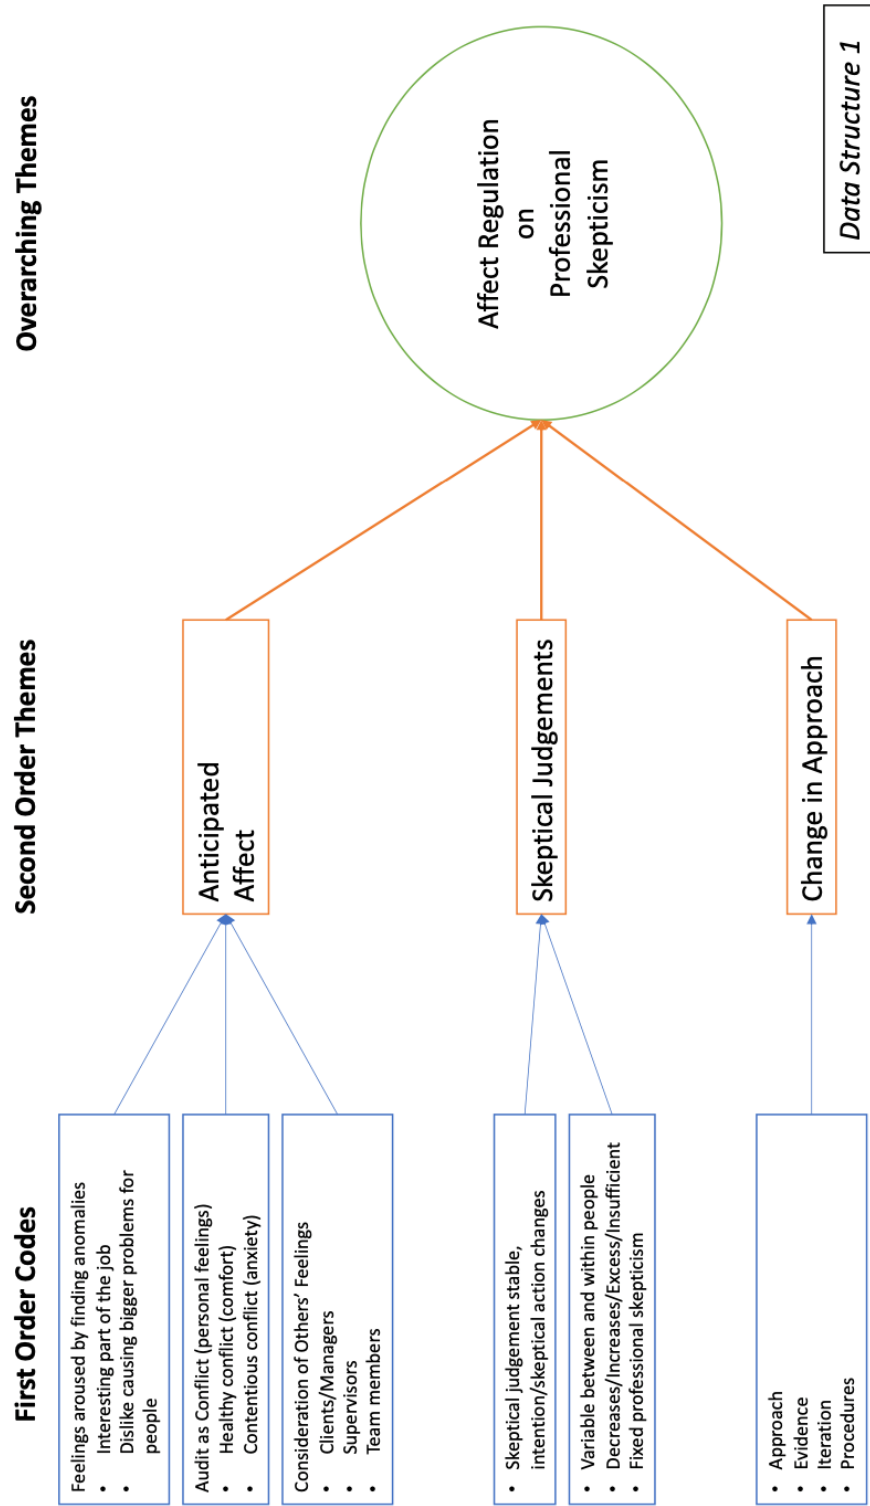 First Order Codes
Second Order Themes
Overarching Themes
Feelings aroused by finding anomalies
• Interesting part of the job
• Dislike causing bigger problems for
people
Audit as Conflict (personal feelings)
• Healthy conflict (comfort)
• Contentious conflict (anxiety)
Consideration of Others’ Feelings
• Clients/Managers
• Supervisors
• Team members
• Skeptical judgement stable,
intention/skeptical action changes
• Variable between and within people
• Decreases/Increases/Excess/Insufficient
• Fixed professional skepticism
• Approach
• Evidence
• Iteration
• Procedures
Anticipated
Affect
Skeptical Judgements
Change in Approach
Affect Regulation
on
Professional
Skepticism
Data Structure 1